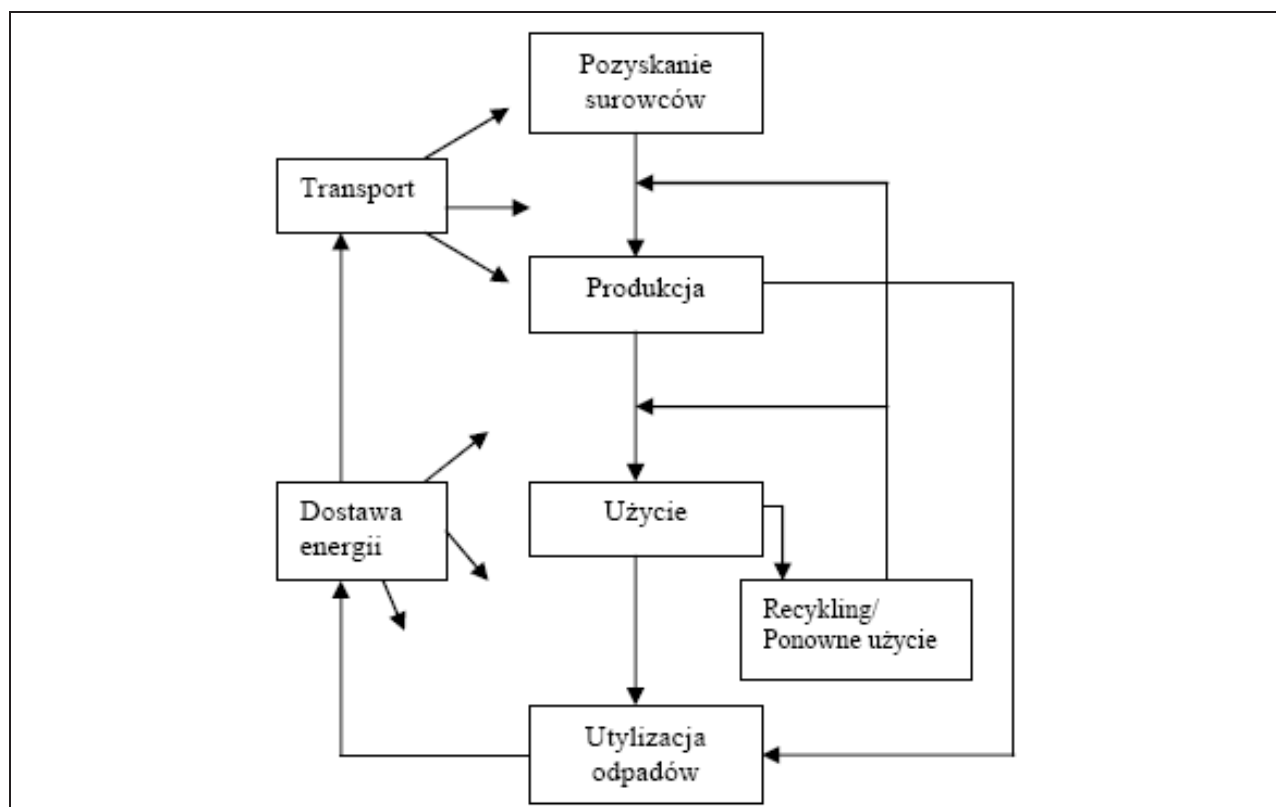 Pozyskanie
surowców
Transport
Produkcja
Dostawa
energii
Użycie
Recykling/
Ponowne użycie
Utylizacja
odpadów